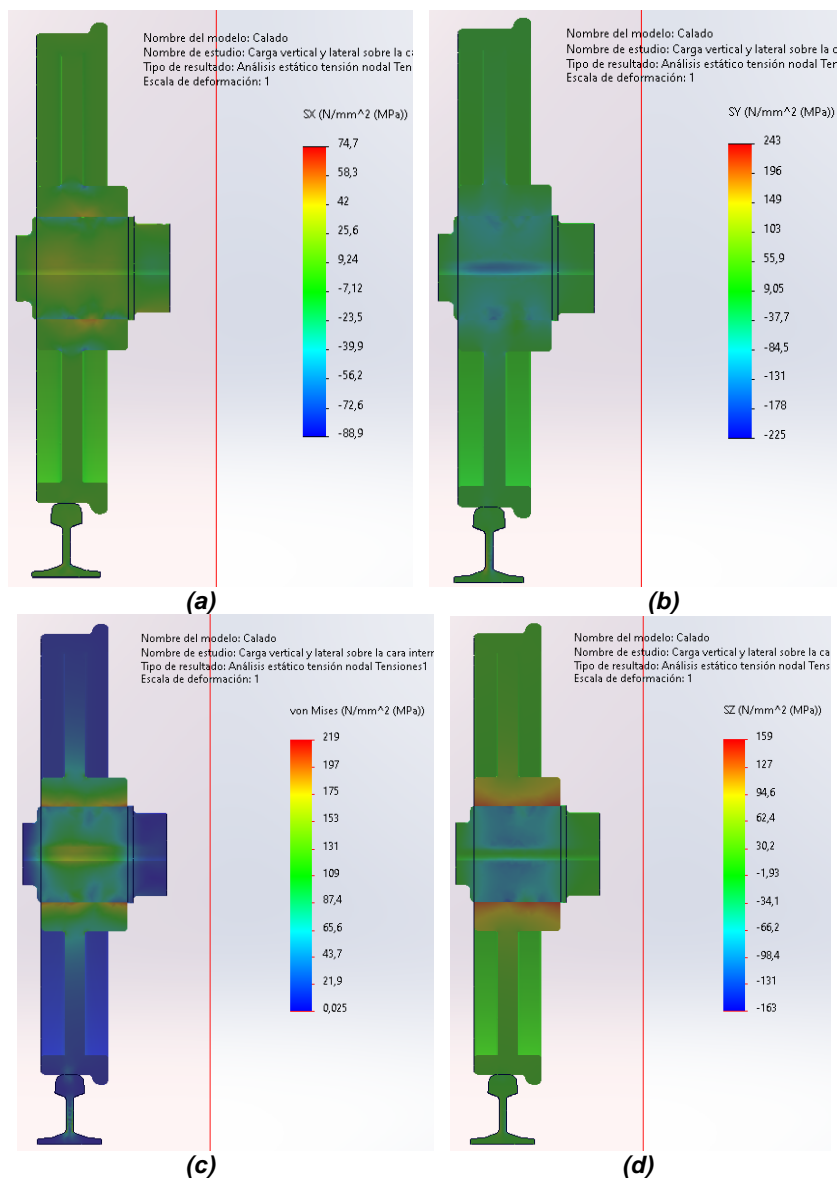 Nombre del modelo: Calado
Nombre de estudio: Carga vertical y lateral sobre la ca
Tipo de resultado: Análisis estático tensión nodal Ten
Escala de deformación: 1
SX (N/mm^2 (MPa))
74,7
58,3
42
25,6
9,24
-7,12
-23,5
-39,9
-56,2
-72,6
-88,9
(a)
Nombre del modelo: Calado
Nombre de estudio: Carga vertical y lateral sobre la c
Tipo de resultado: Análisis estático tensión nodal Ter
Escala de deformación: 1
SY (N/mm^2 (MPa))
243
196
149
103
55,9
9,05
-37,7
-84,5
-131
-178
-225
(b)
Nombre del modelo: Calado
Nombre de estudio: Carga vertical y lateral sobre la cara interr
Tipo de resultado: Análisis estático tensión nodal Tensiones1
Escala de deformación: 1
von Mises (N/mm^2 (MPa))
219
197
175
153
131
109
87,4
65,6
43,7
21,9
0,025
(c)
Nombre del modelo: Calado
Nombre de estudio: Carga vertical y lateral sobre la ca
Tipo de resultado: Análisis estático tensión nodal Tens
Escala de deformación: 1
SZ (N/mm^2 (MPa))
159
127
94,6
62,4
30,2
-1,93
-34,1
-66,2
-98,4
-131
-163
(d)